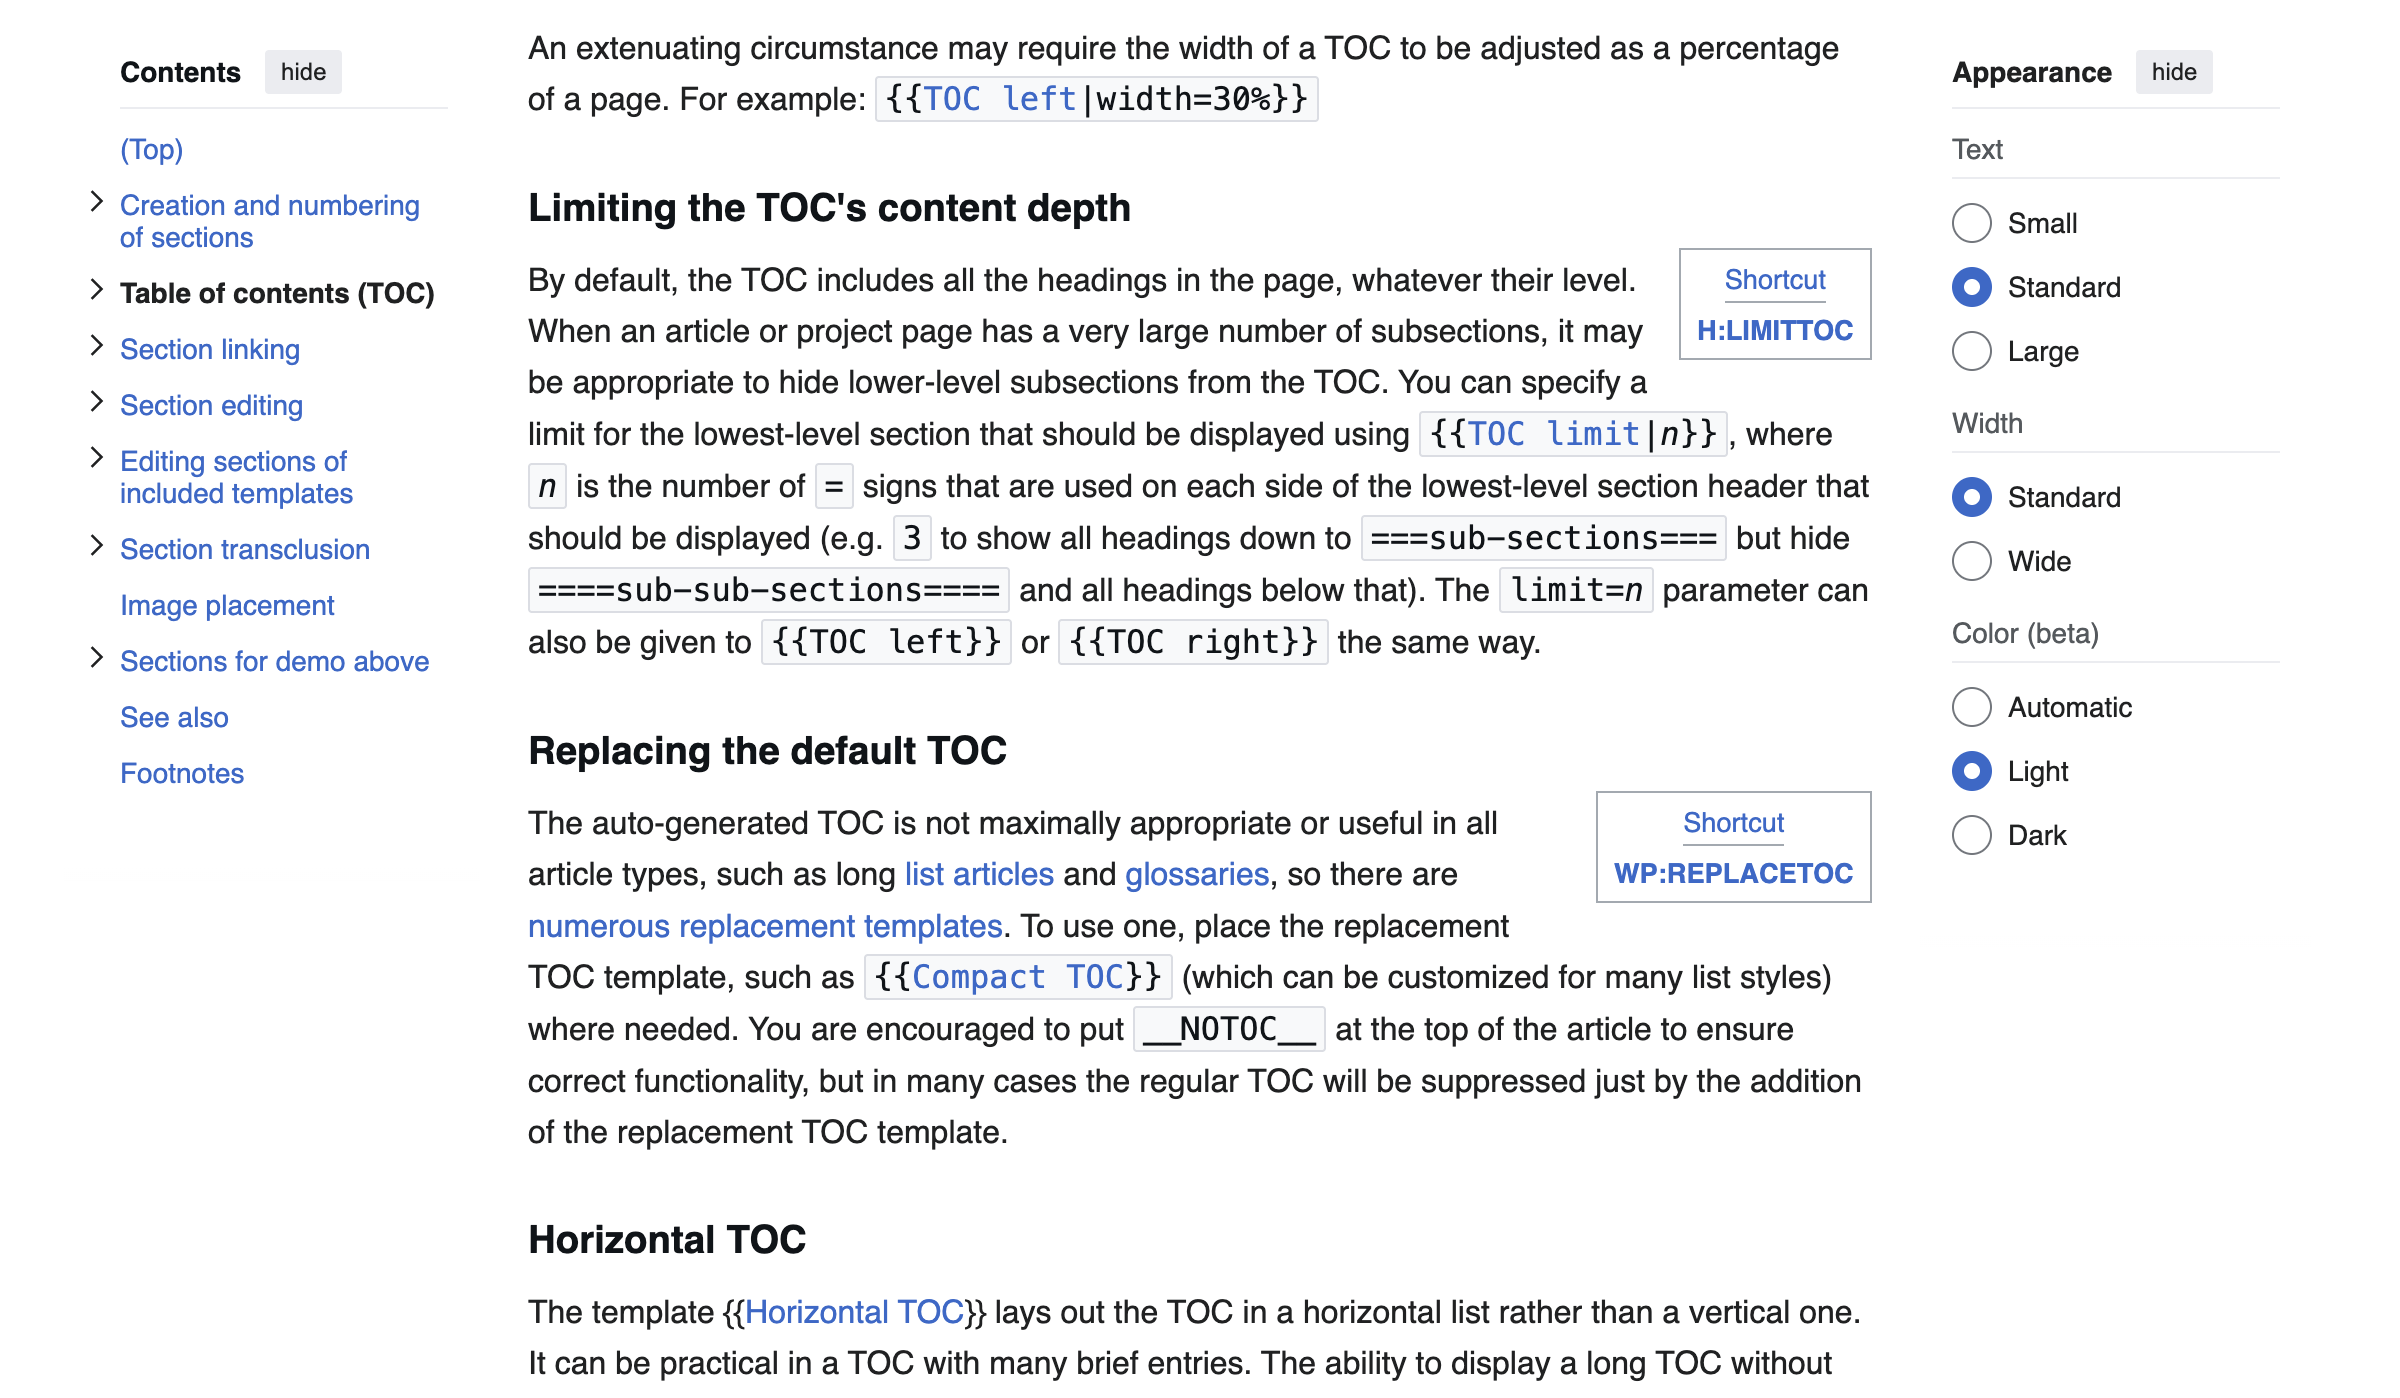 Contents hide
(Top)
Creation and numbering
of sections
Table of contents (TOC)
Section linking
Section editing
Editing sections of
included templates
Section transclusion
Image placement
Sections for demo above
See also
Footnotes
An extenuating circumstance may require the width of a TOC to be adjusted as a percentage
of a page. For example: {{TOC left|width=30%}}
Limiting the TOC's content depth
Shortcut
H:LIMITTOC
By default, the TOC includes all the headings in the page, whatever their level.
When an article or project page has a very large number of subsections, it may
be appropriate to hide lower-level subsections from the TOC. You can specify a
limit for the lowest-level section that should be displayed using {{TOC limit|n}}, where
n is the number of = signs that are used on each side of the lowest-level section header that
should be displayed (e.g. 3 to show all headings down to ===sub-sections=== but hide
====sub-sub-sections==== and all headings below that). The limit=n parameter can
also be given to {{TOC left}} or {{TOC right}} the same way.
Replacing the default TOC
Shortcut
WP:REPLACETOC
The auto-generated TOC is not maximally appropriate or useful in all
article types, such as long list articles and glossaries, so there are
numerous replacement templates. To use one, place the replacement
TOC template, such as {{Compact TOC}} (which can be customized for many list styles)
where needed. You are encouraged to put __NOTOC__ at the top of the article to ensure
correct functionality, but in many cases the regular TOC will be suppressed just by the addition
of the replacement TOC template.
Horizontal TOC
The template {{Horizontal TOC}} lays out the TOC in a horizontal list rather than a vertical one.
It can be practical in a TOC with many brief entries. The ability to display a long TOC without
Appearance hide
Text
Small
Standard
Large
Width
Standard
Wide
Color (beta)
Automatic
Light
Dark